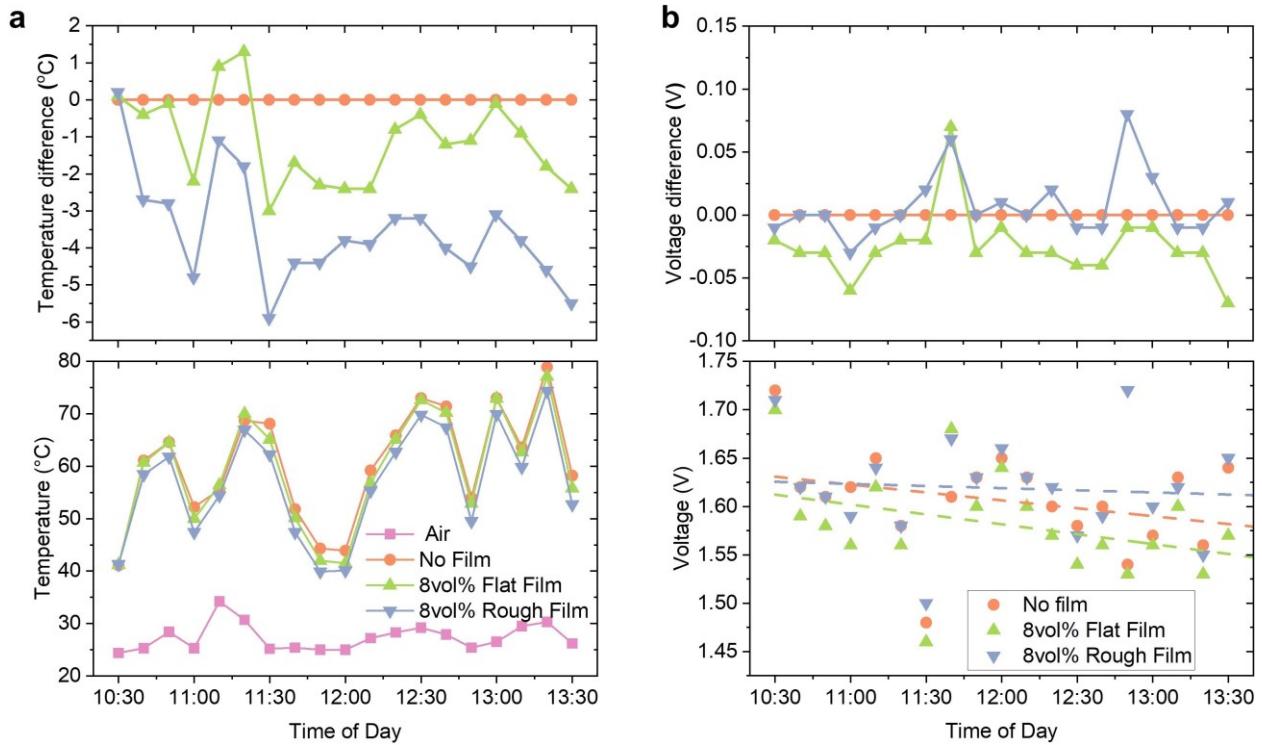 a
Temperature difference (°C)
2
1
0
-1
-2
-3
-4
-5
-6
Temperature (°C)
80
70
60
50
40
30
20
Air
No Film
8vol% Flat Film
8vol% Rough Film
10:30 11:00 11:30 12:00 12:30 13:00 13:30
Time of Day
b
Voltage difference (V)
0.15
0.10
0.05
0.00
-0.05
-0.10
Voltage (V)
1.75
1.70
1.65
1.60
1.55
1.50
1.45
No film
8vol% Flat Film
8vol% Rough Film
10:30 11:00 11:30 12:00 12:30 13:00 13:30
Time of Day